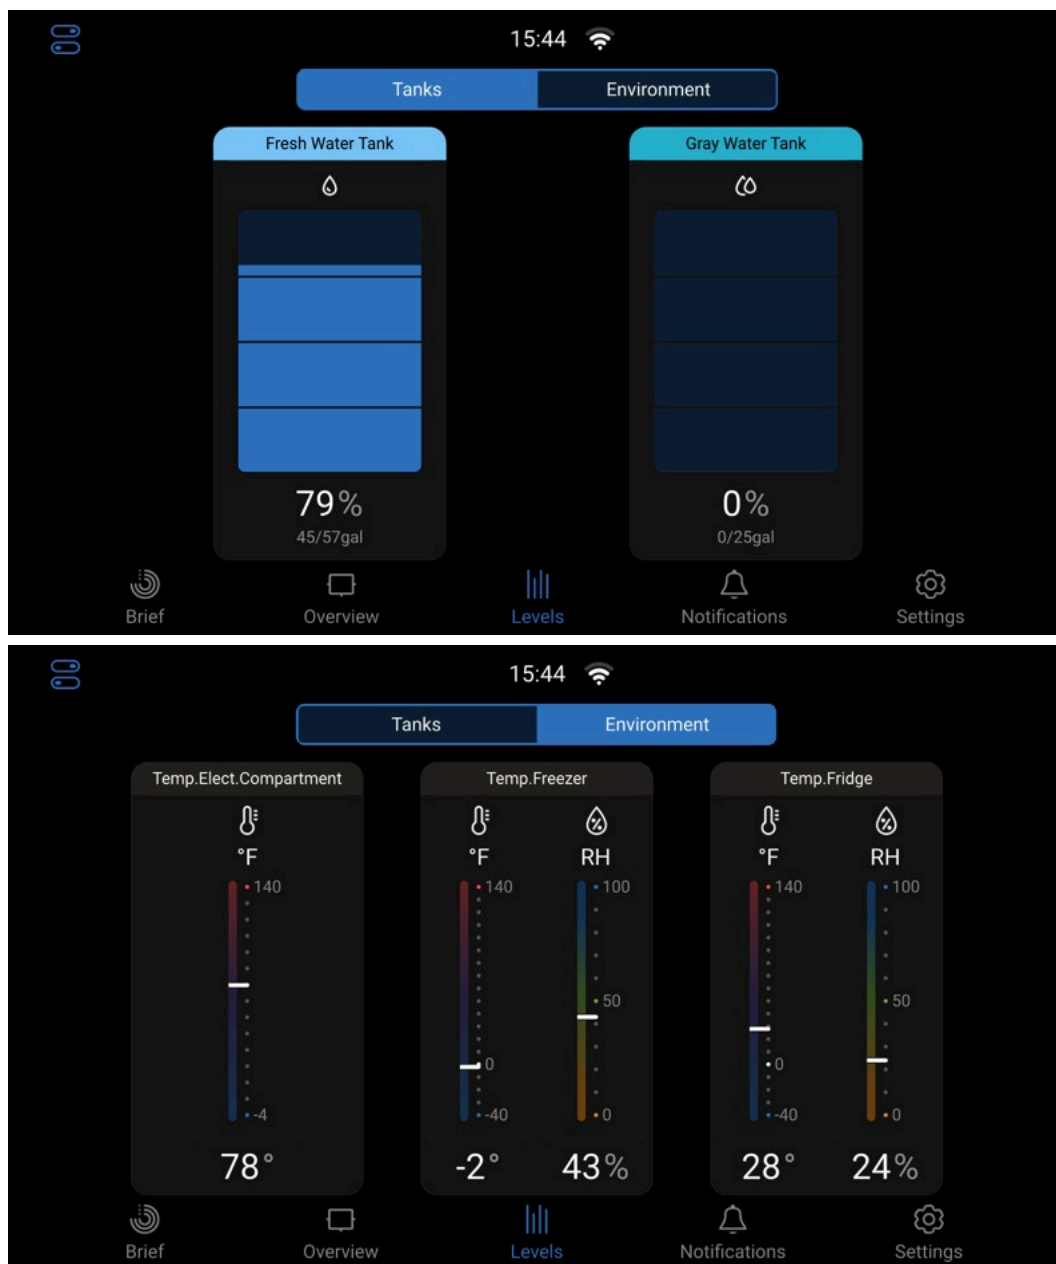 15:44
Tanks Environment
Fresh Water Tank Gray Water Tank
79% 0%
45/57gal 0/25gal
Brief Overview Levels Notifications Settings
15:44
Tanks Environment
Temp.Elect.Compartment Temp.Freezer Temp.Fridge
°F °F RH °F RH
140 140 100 140 100
50 50
0 0
-4 -40 0 -40 0
78° -2° 43% 28° 24%
Brief Overview Levels Notifications Settings